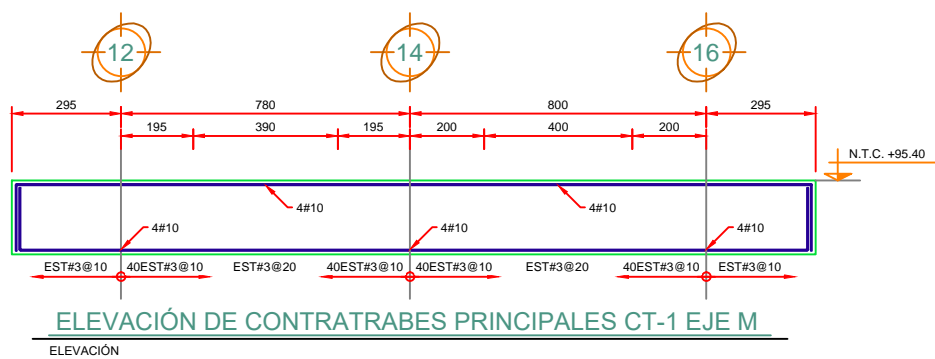 12 14 16
295 780 800 295
195 390 195 200 400 200
N.T.C. +95.40
4#10 4#10
4#10 4#10 4#10
EST#3@10 40EST#3@10 EST#3@20 40EST#3@10 40EST#3@10 EST#3@20 40EST#3@10 EST#3@10
ELEVACIÓN DE CONTRATRABES PRINCIPALES CT-1 EJE M
ELEVACIÓN